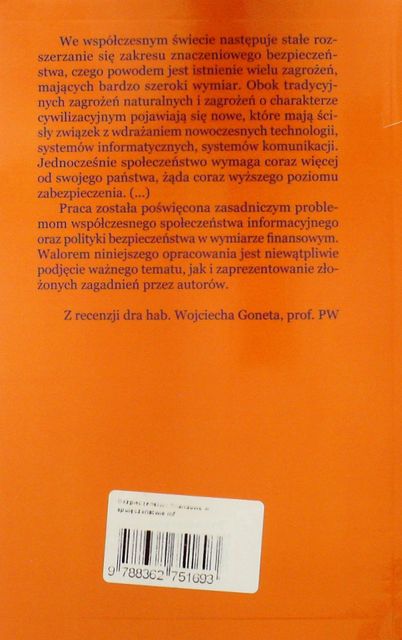 We współczesnym świecie następuje stałe roz-
szerzanie się zakresu znaczeniowego bezpieczeń-
stwa, czego powodem jest istnienie wielu zagrożeń,
mających bardzo szeroki wymiar. Obok tradycyj-
nych zagrożeń naturalnych i zagrożeń o charakterze
cywilizacyjnym pojawiają się nowe, które mają ści-
sły związek z wdrażaniem nowoczesnych technologii,
systemów informatycznych, systemów komunikacji.
Jednocześnie społeczeństwo wymaga coraz więcej
od swojego państwa, żąda coraz wyższego poziomu
zabezpieczenia. (...)
Praca została poświęcona zasadniczym proble-
mom współczesnego społeczeństwa informacyjnego
oraz polityki bezpieczeństwa w wymiarze finansowym.
Walorem niniejszego opracowania jest niewątpliwie
podjęcie ważnego tematu, jak i zaprezentowanie zło-
żonych zagadnień przez autorów.
Z recenzji dra hab. Wojciecha Goneta, prof. PW
9 788362 751693